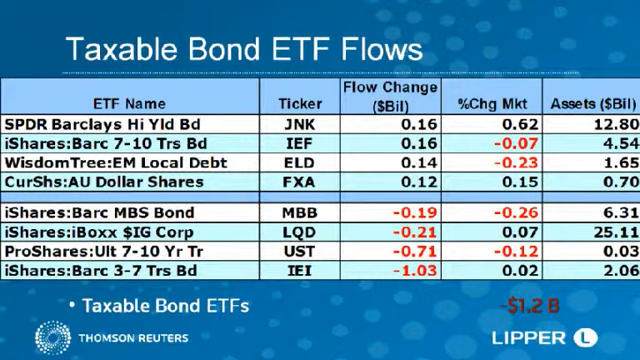 Taxable Bond ETF Flows
ETF Name Ticker Flow Change ($Bil) %Chg Mkt Assets ($Bil)
SPDR Barclays Hi Yld Bd JNK 0.16 0.62 12.80
iShares:Barc 7-10 Trs Bd IEF 0.16 -0.07 4.54
WisdomTree:EM Local Debt ELD 0.14 -0.23 1.65
CurShs:AU Dollar Shares FXA 0.12 0.15 0.70
iShares:Barc MBS Bond MBB -0.19 -0.26 6.31
iShares:iBoxx $IG Corp LQD -0.21 0.07 25.11
ProShares:Ult 7-10 Yr Tr UST -0.71 -0.12 0.03
iShares:Barc 3-7 Trs Bd IEI -1.03 0.02 2.06
• Taxable Bond ETFs -$1.2 B
THOMSON REUTERS LIPPER L